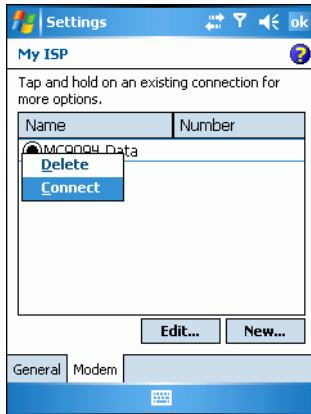 Settings
ok
My ISP
Tap and hold on an existing connection for
more options.
Name Number
MC9094 Data
Delete
Connect
Edit... New...
General Modem